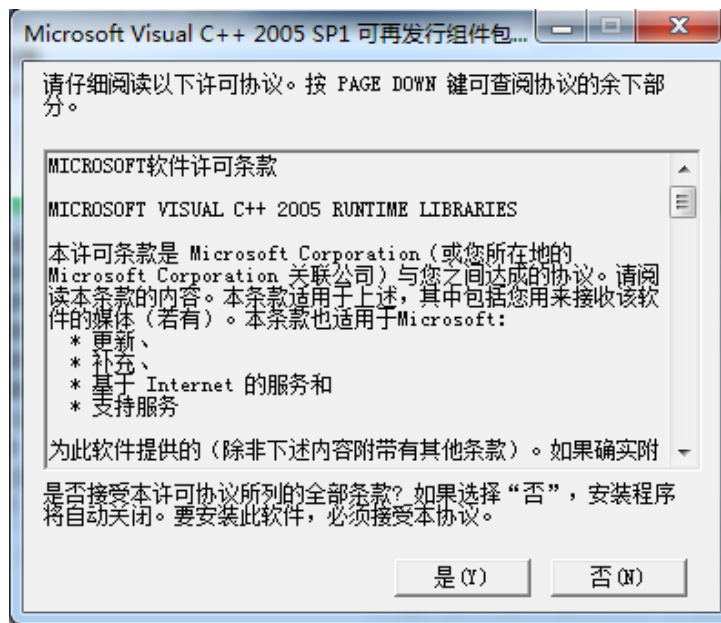 Microsoft Visual C++ 2005 SP1 可再发行组件包...
请仔细阅读以下许可协议。按 PAGE DOWN 键可查阅协议的余下部
分。
MICROSOFT软件许可条款
MICROSOFT VISUAL C++ 2005 RUNTIME LIBRARIES
本许可条款是 Microsoft Corporation（或您所在地的
Microsoft Corporation 关联公司）与您之间达成的协议。请阅
读本条款的内容。本条款适用于上述，其中包括您用来接收该软
件的媒体（若有）。本条款也适用于Microsoft:
* 更新、
* 补充、
* 基于 Internet 的服务和
* 支持服务
为此软件提供的（除非下述内容附带有其他条款）。如果确实附
是否接受本许可协议所列的全部条款？如果选择“否”，安装程序
将自动关闭。要安装此软件，必须接受本协议。
是(Y) 否(N)